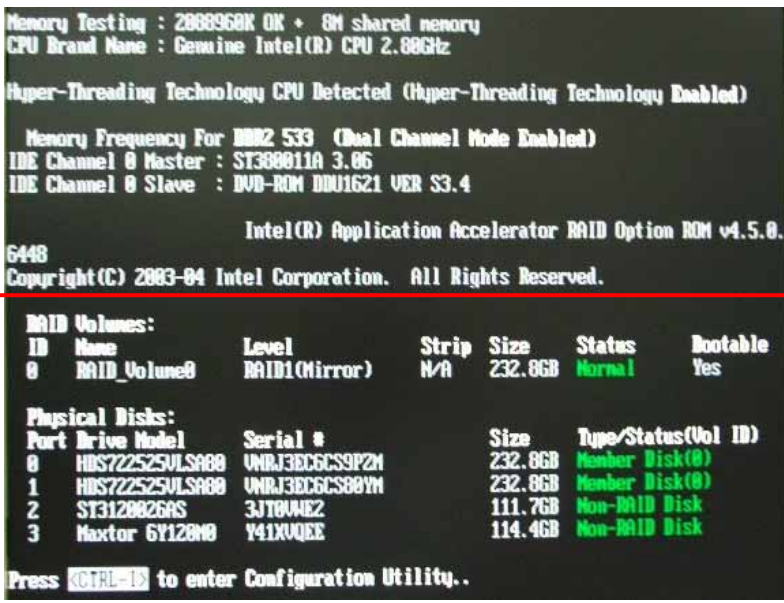 Memory Testing : 2088960K OK + 8M shared memory
CPU Brand Name : Genuine Intel(R) CPU 2.80GHz
Hyper-Threading Technology CPU Detected (Hyper-Threading Technology Enabled)
Memory Frequency For DDR2 533 (Dual Channel Mode Enabled)
IDE Channel 0 Master : ST380011A 3.06
IDE Channel 0 Slave : DVD-ROM DDU1621 VER S3.4
Intel(R) Application Accelerator RAID Option ROM v4.5.0.
6448
Copyright(C) 2003-04 Intel Corporation. All Rights Reserved.
RAID Volumes:
ID Name Level Strip Size Status Bootable
0 RAID_Volume0 RAID1(Mirror) N/A 232.8GB Normal Yes
Physical Disks:
Port Drive Model Serial # Size Type/Status(Vol ID)
0 HDS722525VLSA80 VNRJ3EC6CS9PZM 232.8GB Member Disk(0)
1 HDS722525VLSA80 VNRJ3EC6CS80YM 232.8GB Member Disk(0)
2 ST3120026AS 3JT0VWE2 111.7GB Non-RAID Disk
3 Maxtor 6Y120M0 Y41XVQEE 114.4GB Non-RAID Disk
Press <CTRL-I> to enter Configuration Utility..